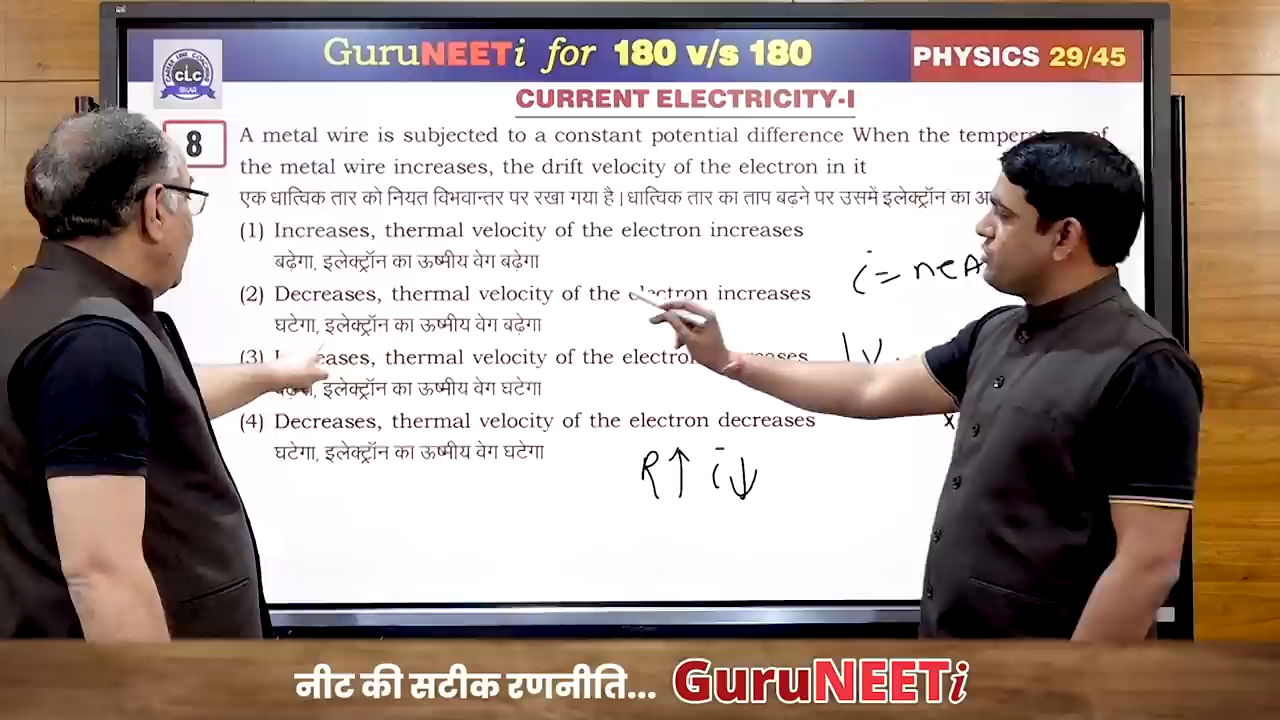 GuruNEETi for 180 v/s 180
PHYSICS 29/45
CLC
CURRENT ELECTRICITY-I
8
A metal wire is subjected to a constant potential difference When the of
the metal wire increases, the drift velocity of the electron in it
एक धात्विक तार को नियत विभवान्तर पर रखा गया है। धात्विक तार का ताप बढ़ने पर उसमें इलेक्ट्रॉन का
(1) Increases, thermal velocity of the electron increases
बढ़ेगा, इलेक्ट्रॉन का ऊष्मीय वेग बढ़ेगा
(2) Decreases, thermal velocity of the electron increases
घटेगा, इलेक्ट्रॉन का ऊष्मीय वेग बढ़ेगा
(3) thermal velocity of the
इलेक्ट्रॉन का ऊष्मीय वेग घटेगा
(4) Decreases, thermal velocity of the electron decreases
घटेगा, इलेक्ट्रॉन का ऊष्मीय वेग घटेगा
i = neA
R↑ i↓
नीट की सटीक रणनीति... GuruNEETi